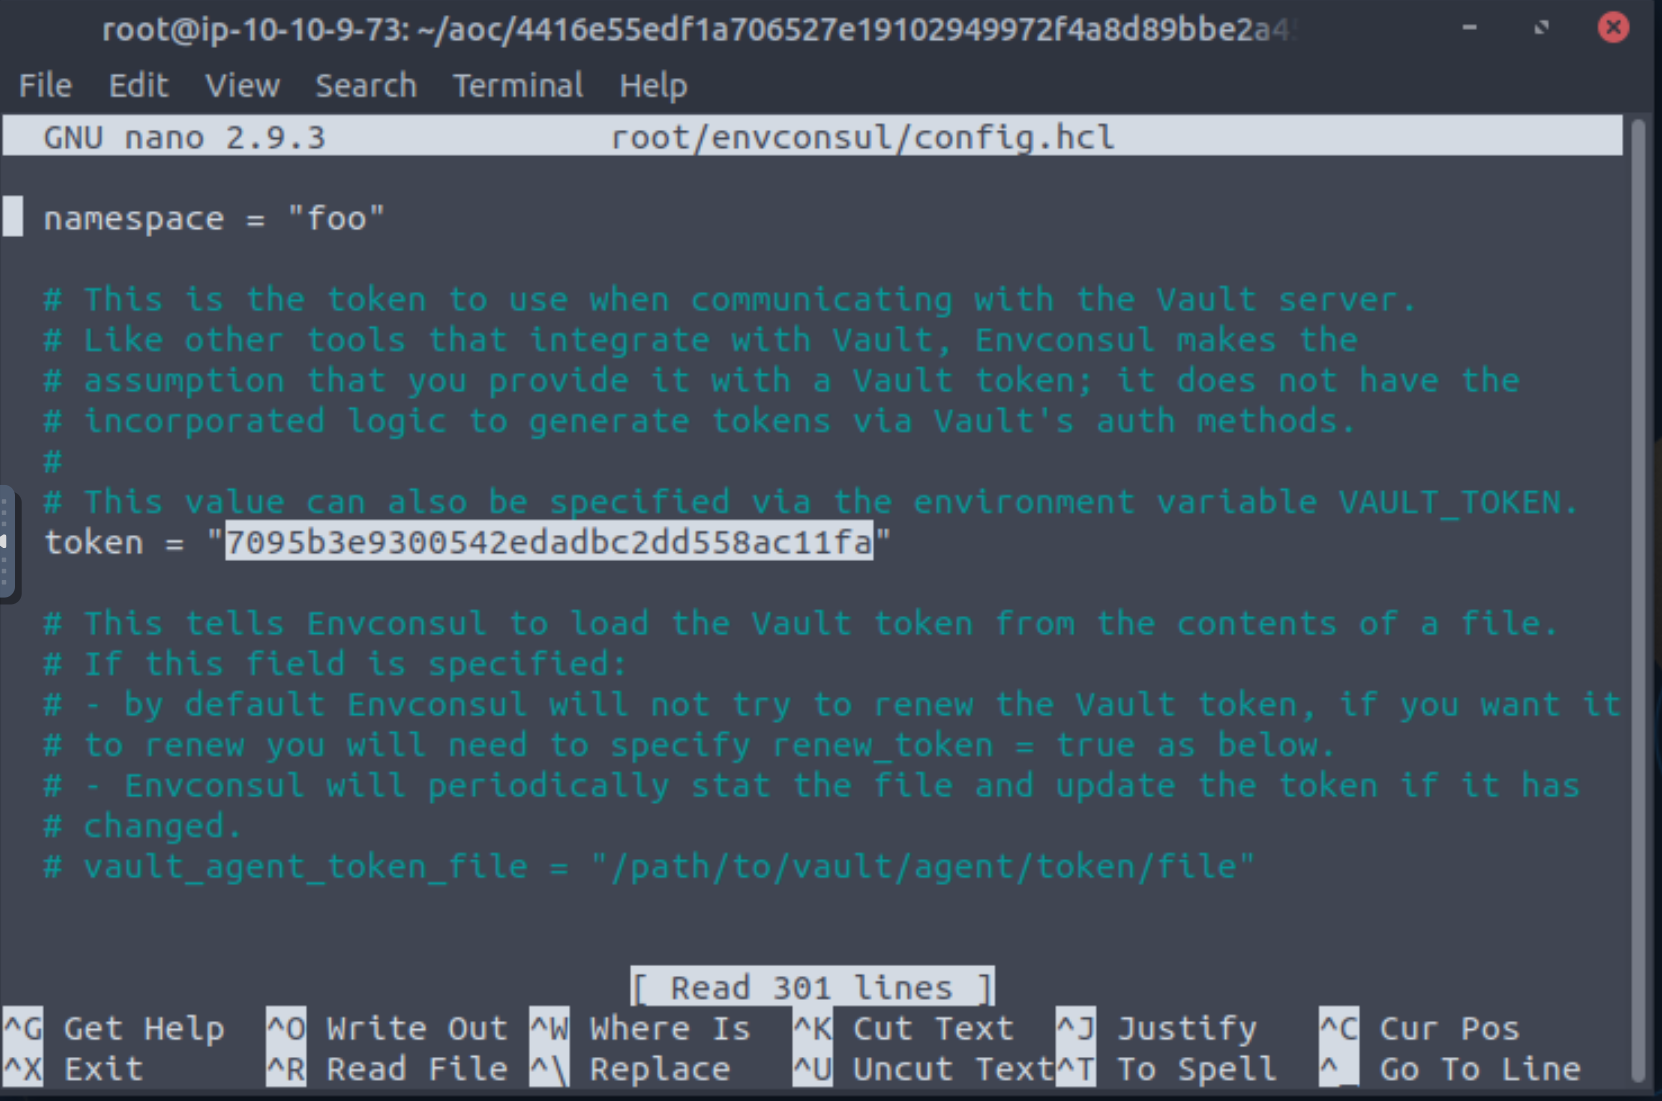 root@ip-10-10-9-73: ~/aoc/4416e55edf1a706527e19102949972f4a8d89bbe2a4
File Edit View Search Terminal Help
GNU nano 2.9.3 root/envconsul/config.hcl
namespace = "foo"
# This is the token to use when communicating with the Vault server.
# Like other tools that integrate with Vault, Envconsul makes the
# assumption that you provide it with a Vault token; it does not have the
# incorporated logic to generate tokens via Vault's auth methods.
#
# This value can also be specified via the environment variable VAULT_TOKEN.
token = "7095b3e9300542edadbc2dd558ac11fa"
# This tells Envconsul to load the Vault token from the contents of a file.
# If this field is specified:
# - by default Envconsul will not try to renew the Vault token, if you want it
# to renew you will need to specify renew_token = true as below.
# - Envconsul will periodically stat the file and update the token if it has
# changed.
# vault_agent_token_file = "/path/to/vault/agent/token/file"
[ Read 301 lines ]
^G Get Help ^O Write Out ^W Where Is ^K Cut Text ^J Justify ^C Cur Pos
^X Exit ^R Read File ^\ Replace ^U Uncut Text ^T To Spell ^_ Go To Line